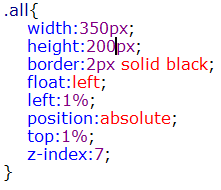 .all{
width:350px;
height:200px;
border:2px solid black;
float:left;
left:1%;
position:absolute;
top:1%;
z-index:7;
}